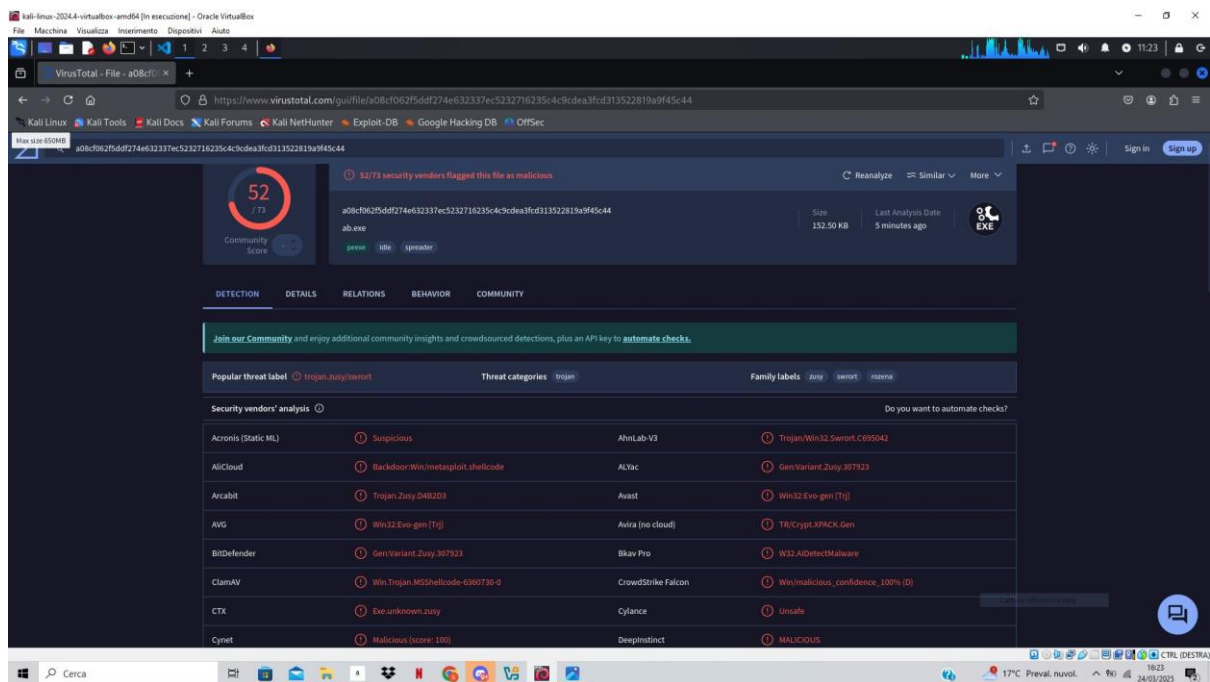 kali-linux-2024.4-virtualbox-amd64 [In esecuzione] - Oracle VirtualBox
File Macchina Visualizza Inserimento Dispositivi Aiuto
1 2 3 4
11:23
VirusTotal - File - a08cf0
https://www.virustotal.com/gui/file/a08cf062f5ddf274e632337ec5232716235c4c9cdea3fcd313522819a9f45c44
Kali Linux Kali Tools Kali Docs Kali Forums Kali NetHunter Exploit-DB Google Hacking DB OffSec
Max size 650MB
a08cf062f5ddf274e632337ec5232716235c4c9cdea3fcd313522819a9f45c44
Sign in Sign up
52
/ 73
Community
Score
52/73 security vendors flagged this file as malicious
Reanalyze Similar More
a08cf062f5ddf274e632337ec5232716235c4c9cdea3fcd313522819a9f45c44
ab.exe
peexe idle spreader
Size
152.50 KB
Last Analysis Date
5 minutes ago
EXE
DETECTION DETAILS RELATIONS BEHAVIOR COMMUNITY
Join our Community and enjoy additional community insights and crowdsourced detections, plus an API key to automate checks.
Popular threat label trojan.zusy/swrort Threat categories trojan Family labels zusy swrort rozena
Security vendors' analysis Do you want to automate checks?
Acronis (Static ML) Suspicious AhnLab-V3 Trojan/Win32.Swrort.C695042
AliCloud Backdoor:Win/metasploit.shellcode ALYac Gen:Variant.Zusy.307923
Arcabit Trojan.Zusy.D4B2D3 Avast Win32:Evo-gen [Trj]
AVG Win32:Evo-gen [Trj] Avira (no cloud) TR/Crypt.XPACK.Gen
BitDefender Gen:Variant.Zusy.307923 Bkav Pro W32.AIDetectMalware
ClamAV Win.Trojan.MSShellcode-6360730-0 CrowdStrike Falcon Win/malicious_confidence_100% (D)
CTX Exe.unknown.zusy Cylance Unsafe
Cynet Malicious (score: 100) DeepInstinct MALICIOUS
CTRL (DESTRA)
Cerca
17°C Preval. nuvol.
16:23
24/03/2025